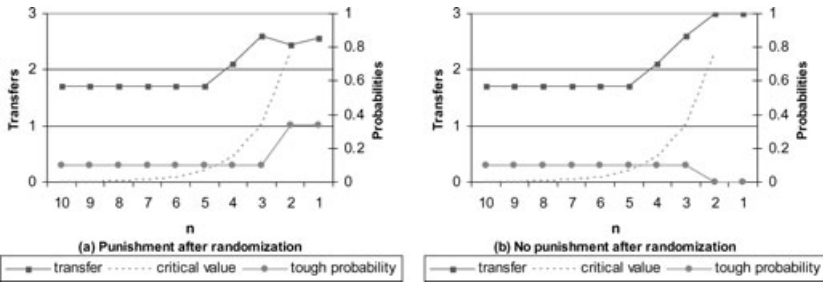 3
2
1
0
Transfers
1
0.8
0.6
0.4
0.2
0
Probabilities
10 9 8 7 6 5 4 3 2 1
n
(a) Punishment after randomization
transfer critical value tough probability
3
2
1
0
Transfers
1
0.8
0.6
0.4
0.2
0
Probabilities
10 9 8 7 6 5 4 3 2 1
n
(b) No punishment after randomization
transfer critical value tough probability